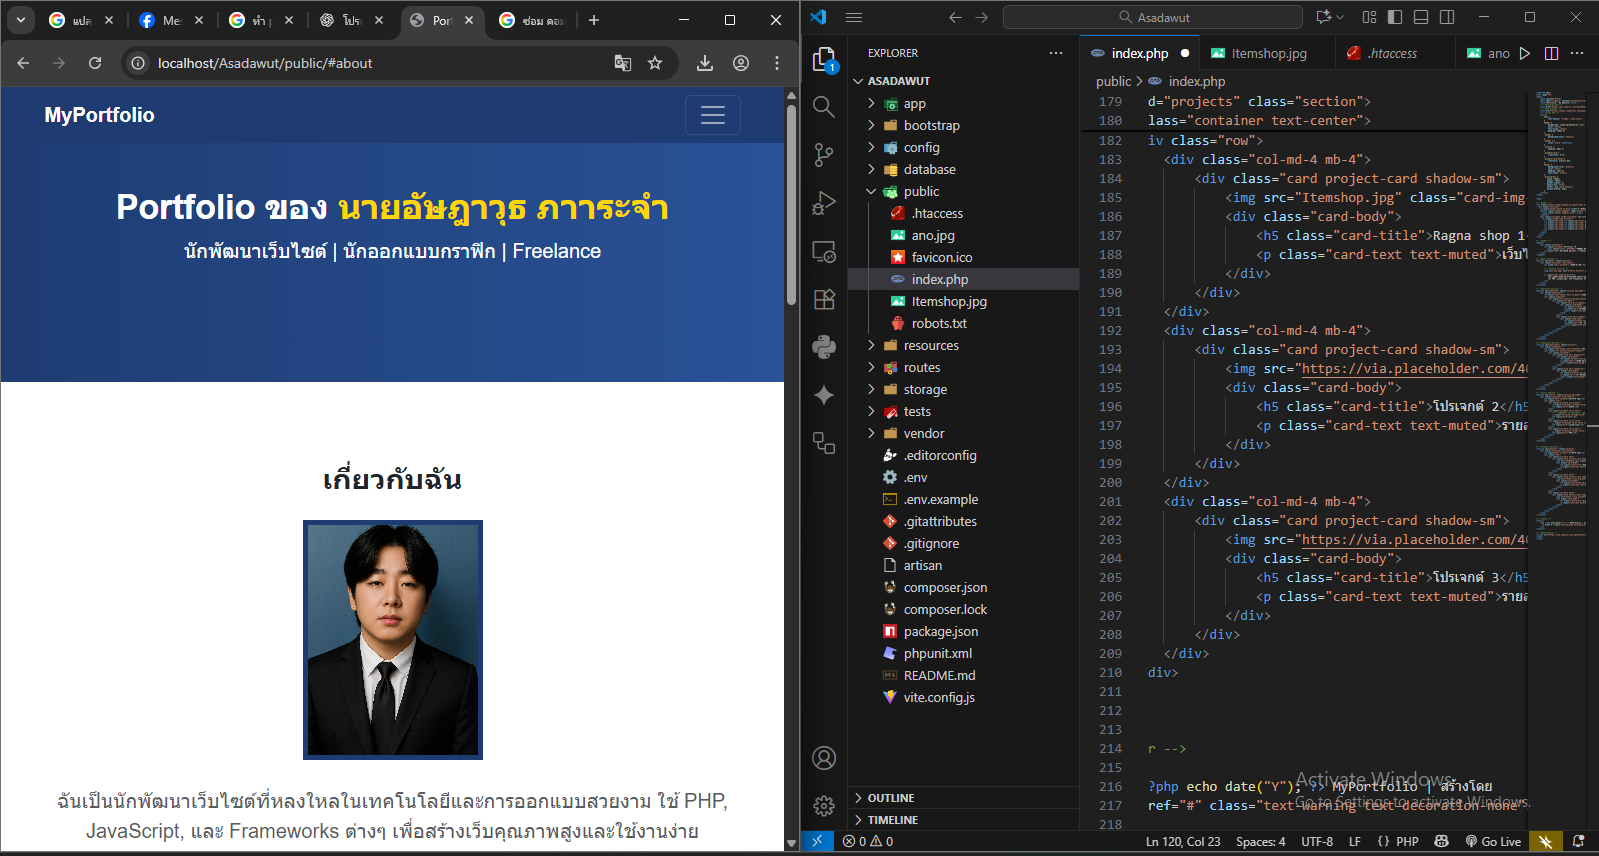 แปล
Mes
ทำ p
โปร
Port
ซ่อม คอม
localhost/Asadawut/public/#about
MyPortfolio
Portfolio ของ นายอัษฎาวุธ ภาาระจำ
นักพัฒนาเว็บไซต์ | นักออกแบบกราฟิก | Freelance
เกี่ยวกับฉัน
ฉันเป็นนักพัฒนาเว็บไซต์ที่หลงใหลในเทคโนโลยีและการออกแบบสวยงาม ใช้ PHP,
JavaScript, และ Frameworks ต่างๆ เพื่อสร้างเว็บคุณภาพสูงและใช้งานง่าย
Asadawut
1
EXPLORER
ASADAWUT
app
bootstrap
config
database
public
.htaccess
ano.jpg
favicon.ico
index.php
Itemshop.jpg
robots.txt
resources
routes
storage
tests
vendor
.editorconfig
.env
.env.example
.gitattributes
.gitignore
artisan
composer.json
composer.lock
package.json
phpunit.xml
README.md
vite.config.js
OUTLINE
TIMELINE
index.php
Itemshop.jpg
.htaccess
ano
public > index.php
179 d="projects" class="section">
180 lass="container text-center">
182 iv class="row">
183 <div class="col-md-4 mb-4">
184 <div class="card project-card shadow-sm">
185 <img src="Itemshop.jpg" class="card-img
186 <div class="card-body">
187 <h5 class="card-title">Ragna shop 1
188 <p class="card-text text-muted">เว็บไ
189 </div>
190 </div>
191 </div>
192 <div class="col-md-4 mb-4">
193 <div class="card project-card shadow-sm">
194 <img src="https://via.placeholder.com/40
195 <div class="card-body">
196 <h5 class="card-title">โปรเจกต์ 2</h5
197 <p class="card-text text-muted">ราย
198 </div>
199 </div>
200 </div>
201 <div class="col-md-4 mb-4">
202 <div class="card project-card shadow-sm">
203 <img src="https://via.placeholder.com/40
204 <div class="card-body">
205 <h5 class="card-title">โปรเจกต์ 3</h5
206 <p class="card-text text-muted">ราย
207 </div>
208 </div>
209 </div>
210 div>
211
212
213
214 r -->
215
216 ?php echo date("Y"); ?> MyPortfolio | สร้างโดย
217 ref="#" class="text-warning text-decoration-none"
218
Activate Windows
Go to Settings to activate Windows.
0 0
Ln 120, Col 23
Spaces: 4
UTF-8
LF
{ } PHP
Go Live